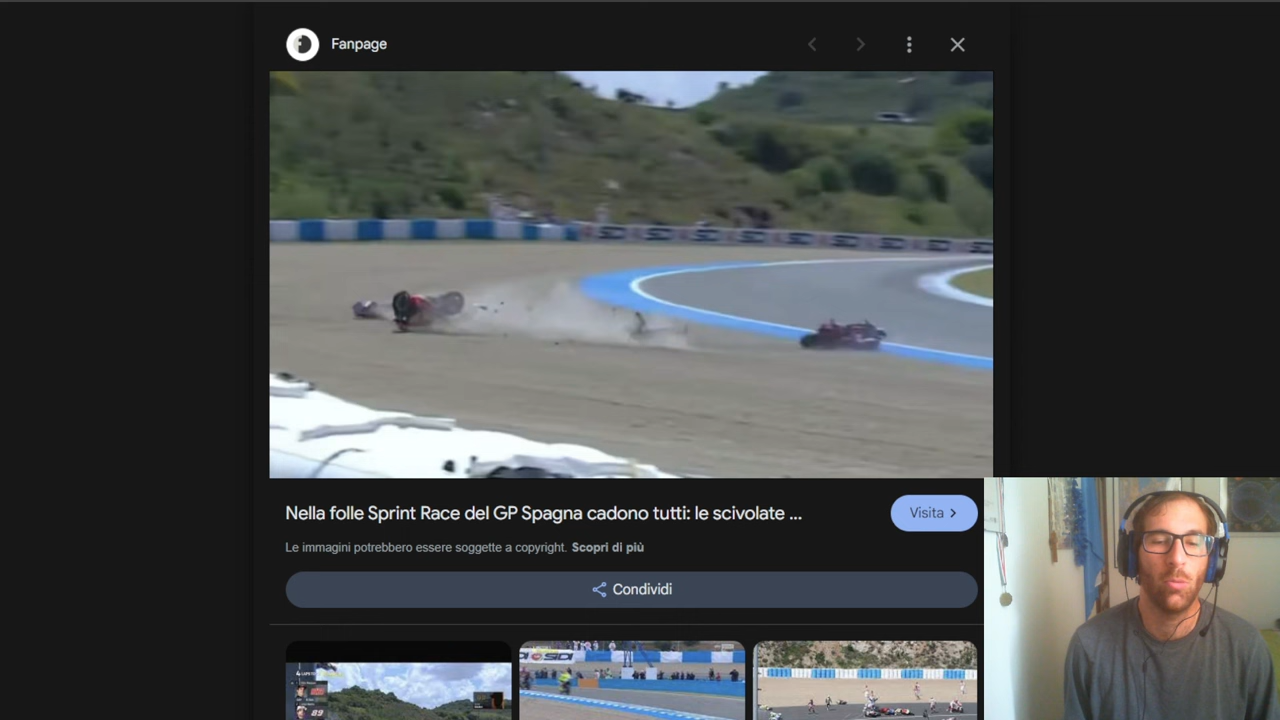 Fanpage
Nella folle Sprint Race del GP Spagna cadono tutti: le scivolate ...
Visita
Le immagini potrebbero essere soggette a copyright. Scopri di più
Condividi
89